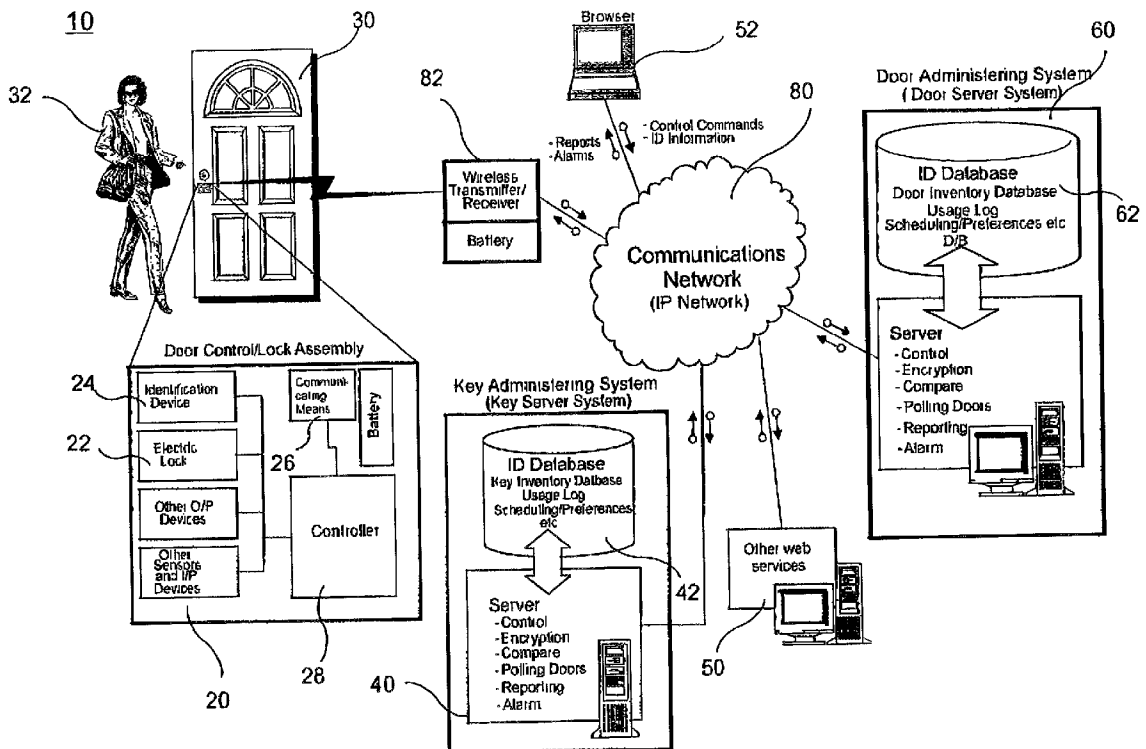 10
30
Browser
52
60
32
82
80
Door Administering System
( Door Server System)
- Reports
- Alarms
- Control Commands
- ID Information
Wireless
Transmitter/
Receiver
Battery
ID Database
Door Inventory Database
Usage Log
Scheduling/Preferences etc
D/B
62
Communications
Network
(IP Network)
Server
- Control
- Encryption
- Compare
- Polling Doors
- Reporting
- Alarm
Door Control/Lock Assembly
24
Identification
Device
Communi-
cating
Means
Battery
22
Electric
Lock
26
Other O/P
Devices
Controller
Other
Sensors
and I/P
Devices
20
28
Key Administering System
(Key Server System)
ID Database
Key Inventory Datbase
Usage Log
Scheduling/Preferences
etc
42
Server
- Control
- Encryption
- Compare
- Polling Doors
- Reporting
- Alarm
40
Other web
services
50